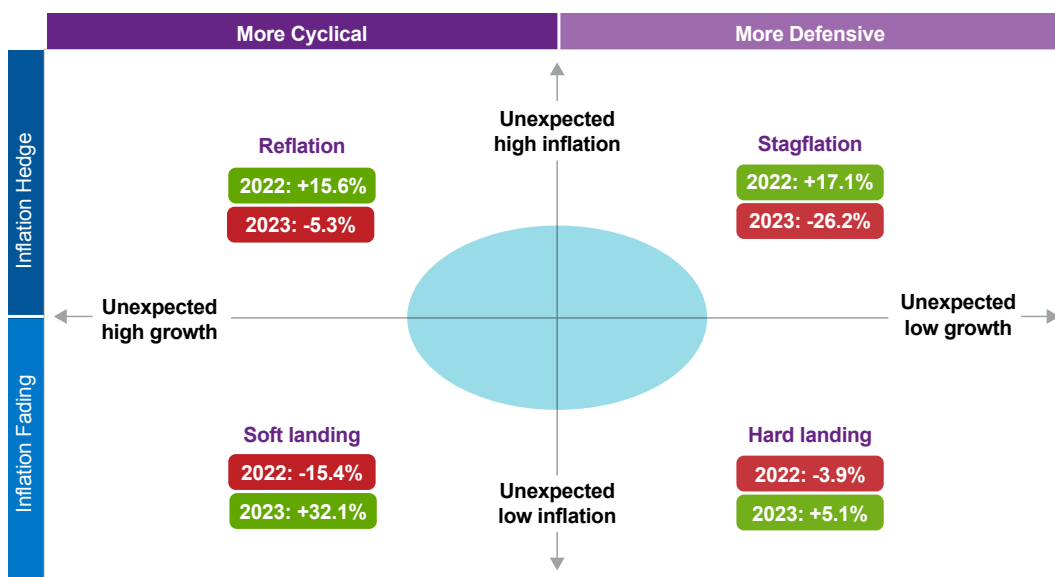 More Cyclical
More Defensive
Inflation Hedge
Unexpected
high inflation
Reflation
2022: +15.6%
2023: -5.3%
Stagflation
2022: +17.1%
2023: -26.2%
Unexpected
high growth
Unexpected
low growth
Inflation Fading
Soft landing
2022: -15.4%
2023: +32.1%
Hard landing
2022: -3.9%
2023: +5.1%
Unexpected
low inflation